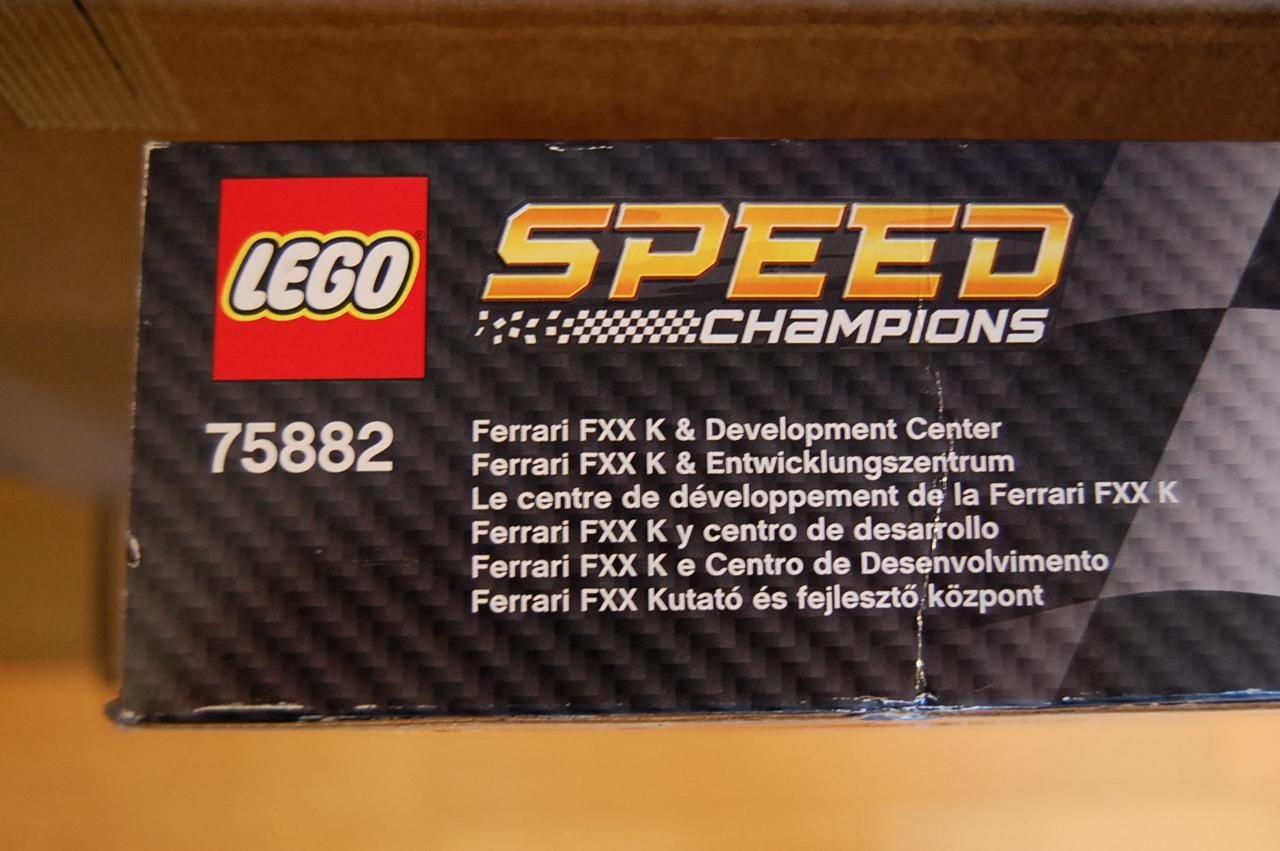 LEGO®
SPEED
CHAMPIONS
75882
Ferrari FXX K & Development Center
Ferrari FXX K & Entwicklungszentrum
Le centre de développement de la Ferrari FXX K
Ferrari FXX K y centro de desarrollo
Ferrari FXX K e Centro de Desenvolvimento
Ferrari FXX Kutató és fejlesztő központ